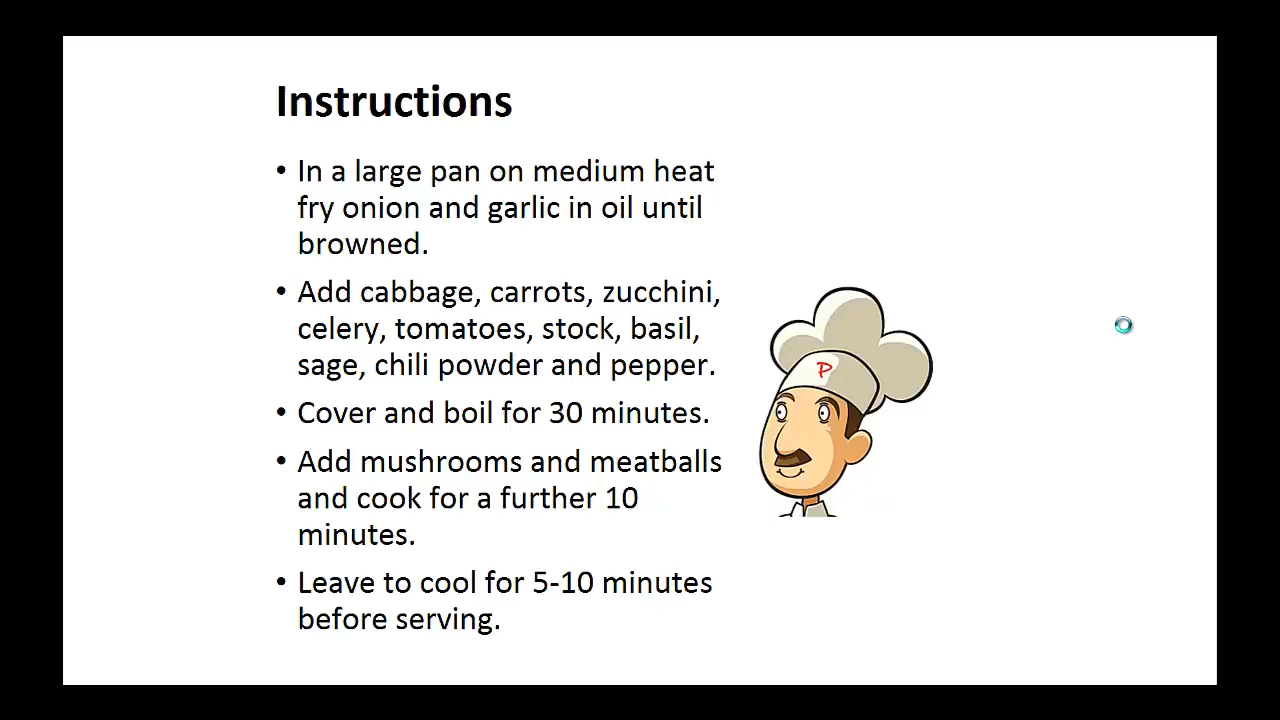 Instructions
• In a large pan on medium heat
fry onion and garlic in oil until
browned.
• Add cabbage, carrots, zucchini,
celery, tomatoes, stock, basil,
sage, chili powder and pepper.
• Cover and boil for 30 minutes.
• Add mushrooms and meatballs
and cook for a further 10
minutes.
• Leave to cool for 5-10 minutes
before serving.
P